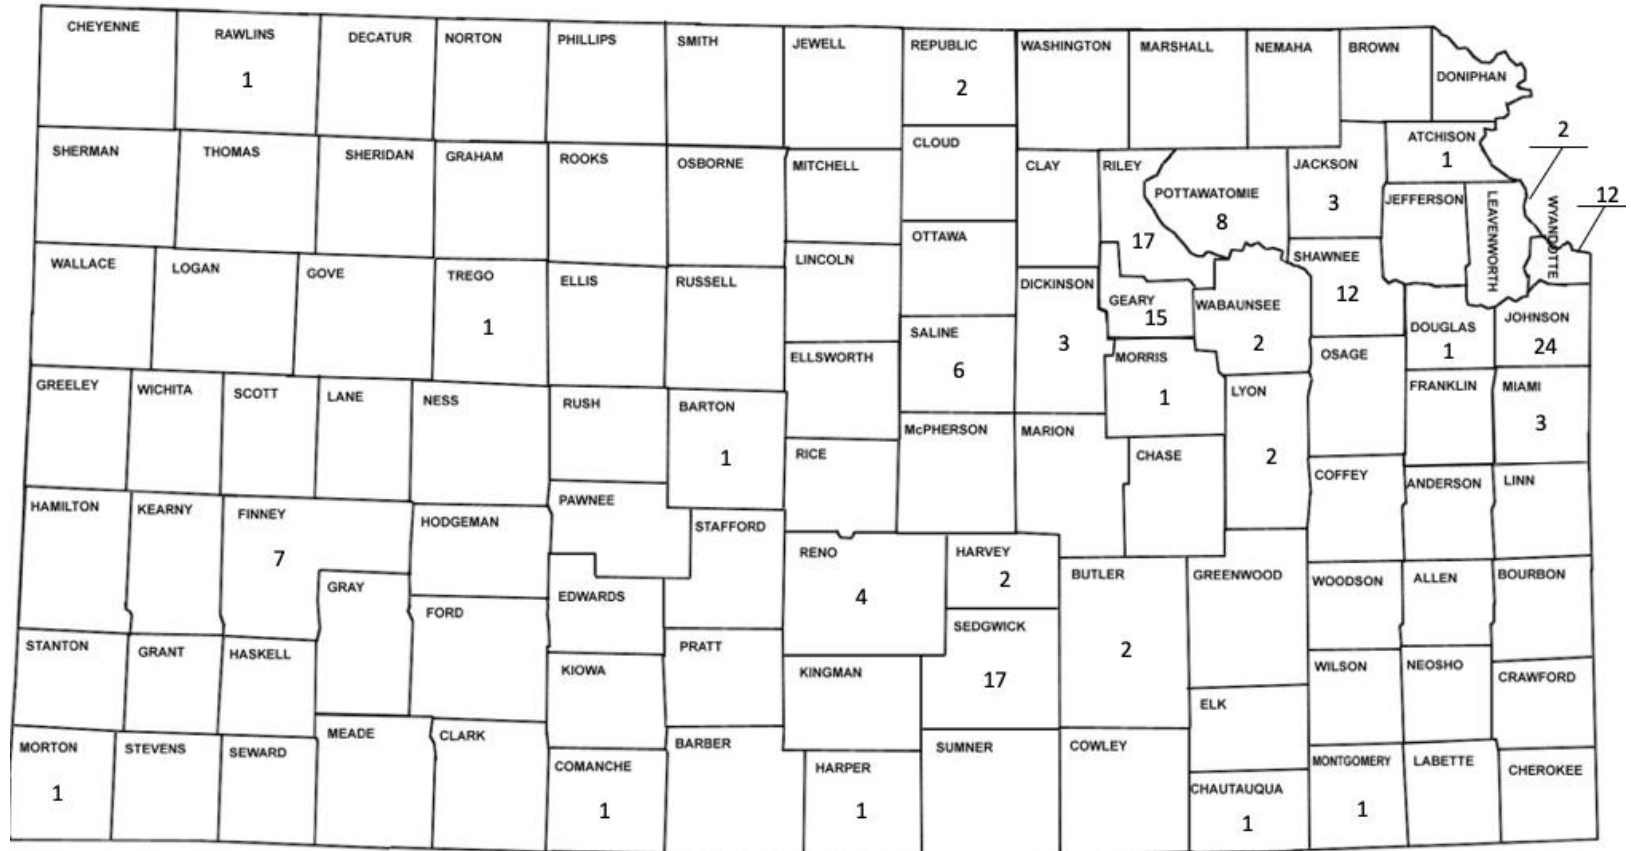 CHEYENNE
RAWLINS
1
DECATUR
NORTON
PHILLIPS
SMITH
JEWELL
REPUBLIC
2
WASHINGTON
MARSHALL
NEMAHA
BROWN
DONIPHAN
SHERMAN
THOMAS
SHERIDAN
GRAHAM
ROOKS
OSBORNE
MITCHELL
CLOUD
CLAY
RILEY
17
POTTAWATOMIE
8
JACKSON
3
ATCHISON
1
JEFFERSON
LEAVENWORTH
2
WYANDOTTE
12
WALLACE
LOGAN
GOVE
TREGO
1
ELLIS
RUSSELL
LINCOLN
OTTAWA
DICKINSON
3
GEARY
15
WABAUNSEE
2
SHAWNEE
12
DOUGLAS
1
JOHNSON
24
SALINE
6
ELLSWORTH
MORRIS
1
OSAGE
GREELEY
WICHITA
SCOTT
LANE
NESS
RUSH
BARTON
1
RICE
McPHERSON
MARION
CHASE
LYON
2
FRANKLIN
MIAMI
3
HAMILTON
KEARNY
FINNEY
7
HODGEMAN
PAWNEE
STAFFORD
COFFEY
ANDERSON
LINN
GRAY
FORD
EDWARDS
RENO
4
HARVEY
2
BUTLER
2
GREENWOOD
WOODSON
ALLEN
BOURBON
STANTON
GRANT
HASKELL
KIOWA
PRATT
KINGMAN
SEDGWICK
17
ELK
WILSON
NEOSHO
CRAWFORD
MORTON
1
STEVENS
SEWARD
MEADE
CLARK
COMANCHE
1
BARBER
HARPER
1
SUMNER
COWLEY
CHAUTAUQUA
1
MONTGOMERY
1
LABETTE
CHEROKEE